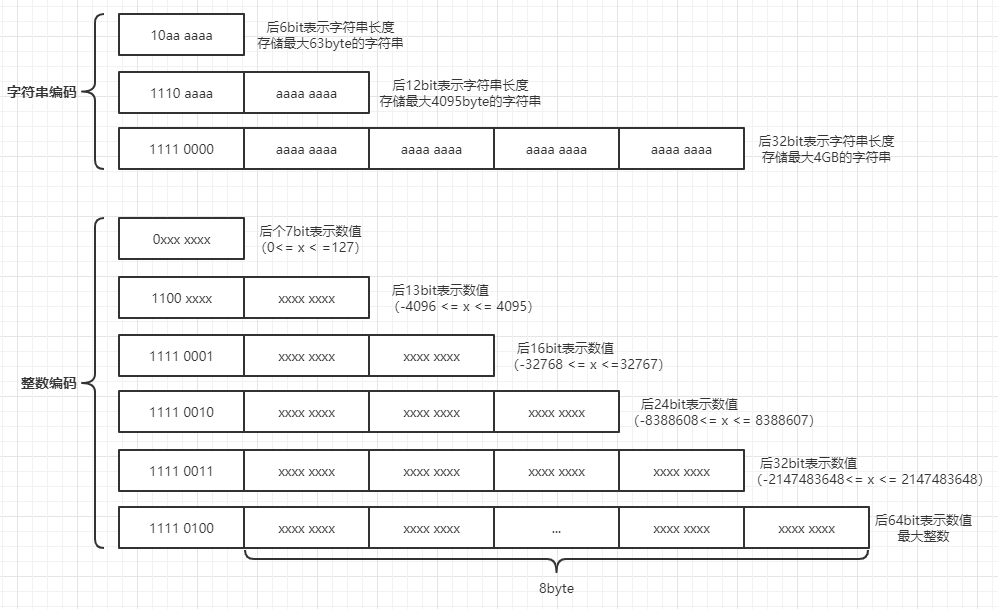 字符串编码
10aa aaaa
后6bit表示字符串长度
存储最大63byte的字符串
1110 aaaa
aaaa aaaa
后12bit表示字符串长度
存储最大4095byte的字符串
1111 0000
aaaa aaaa
aaaa aaaa
aaaa aaaa
aaaa aaaa
后32bit表示字符串长度
存储最大4GB的字符串
整数编码
0xxx xxxx
后个7bit表示数值
(0<= x < =127)
1100 xxxx
xxxx xxxx
后13bit表示数值
(-4096 <= x <= 4095)
1111 0001
xxxx xxxx
xxxx xxxx
后16bit表示数值
(-32768 <= x <=32767)
1111 0010
xxxx xxxx
xxxx xxxx
xxxx xxxx
后24bit表示数值
(-8388608<= x <= 8388607)
1111 0011
xxxx xxxx
xxxx xxxx
xxxx xxxx
xxxx xxxx
后32bit表示数值
(-2147483648<= x <= 2147483648)
1111 0100
xxxx xxxx
xxxx xxxx
...
xxxx xxxx
xxxx xxxx
后64bit表示数值
最大整数
8byte